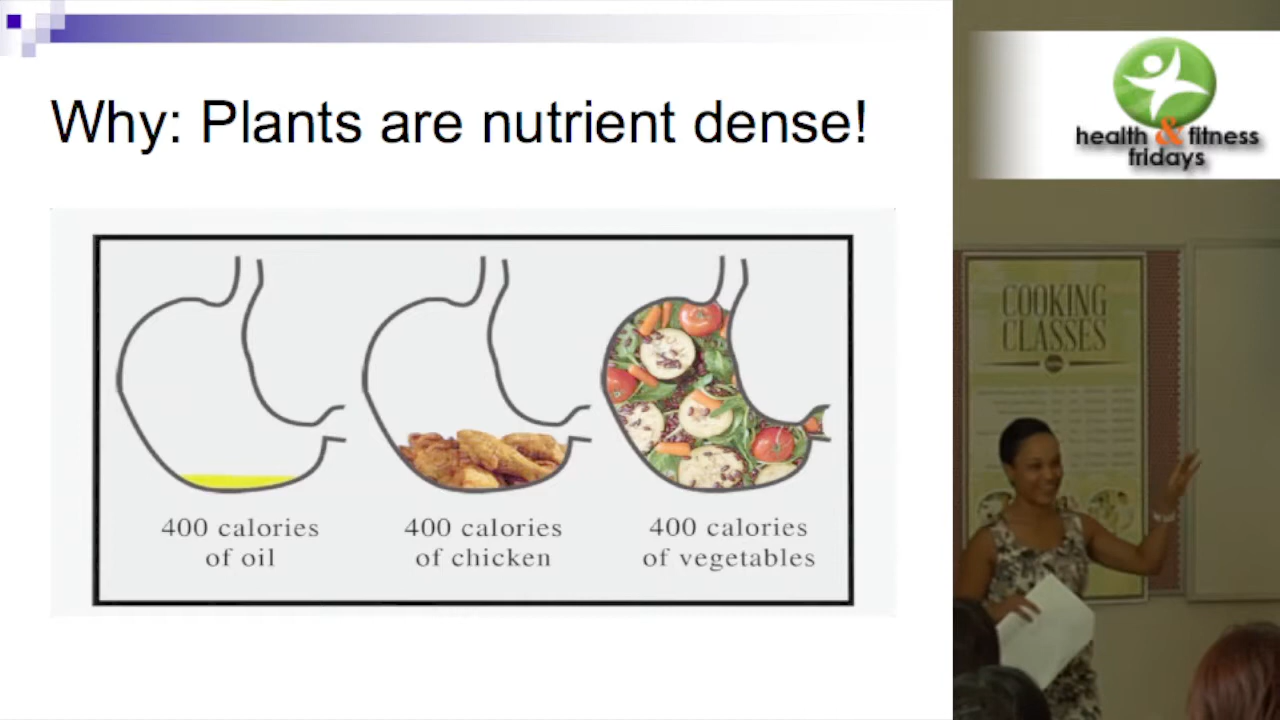 Why: Plants are nutrient dense!
400 calories
of oil
400 calories
of chicken
400 calories
of vegetables
health & fitness
fridays
COOKING
CLASSES